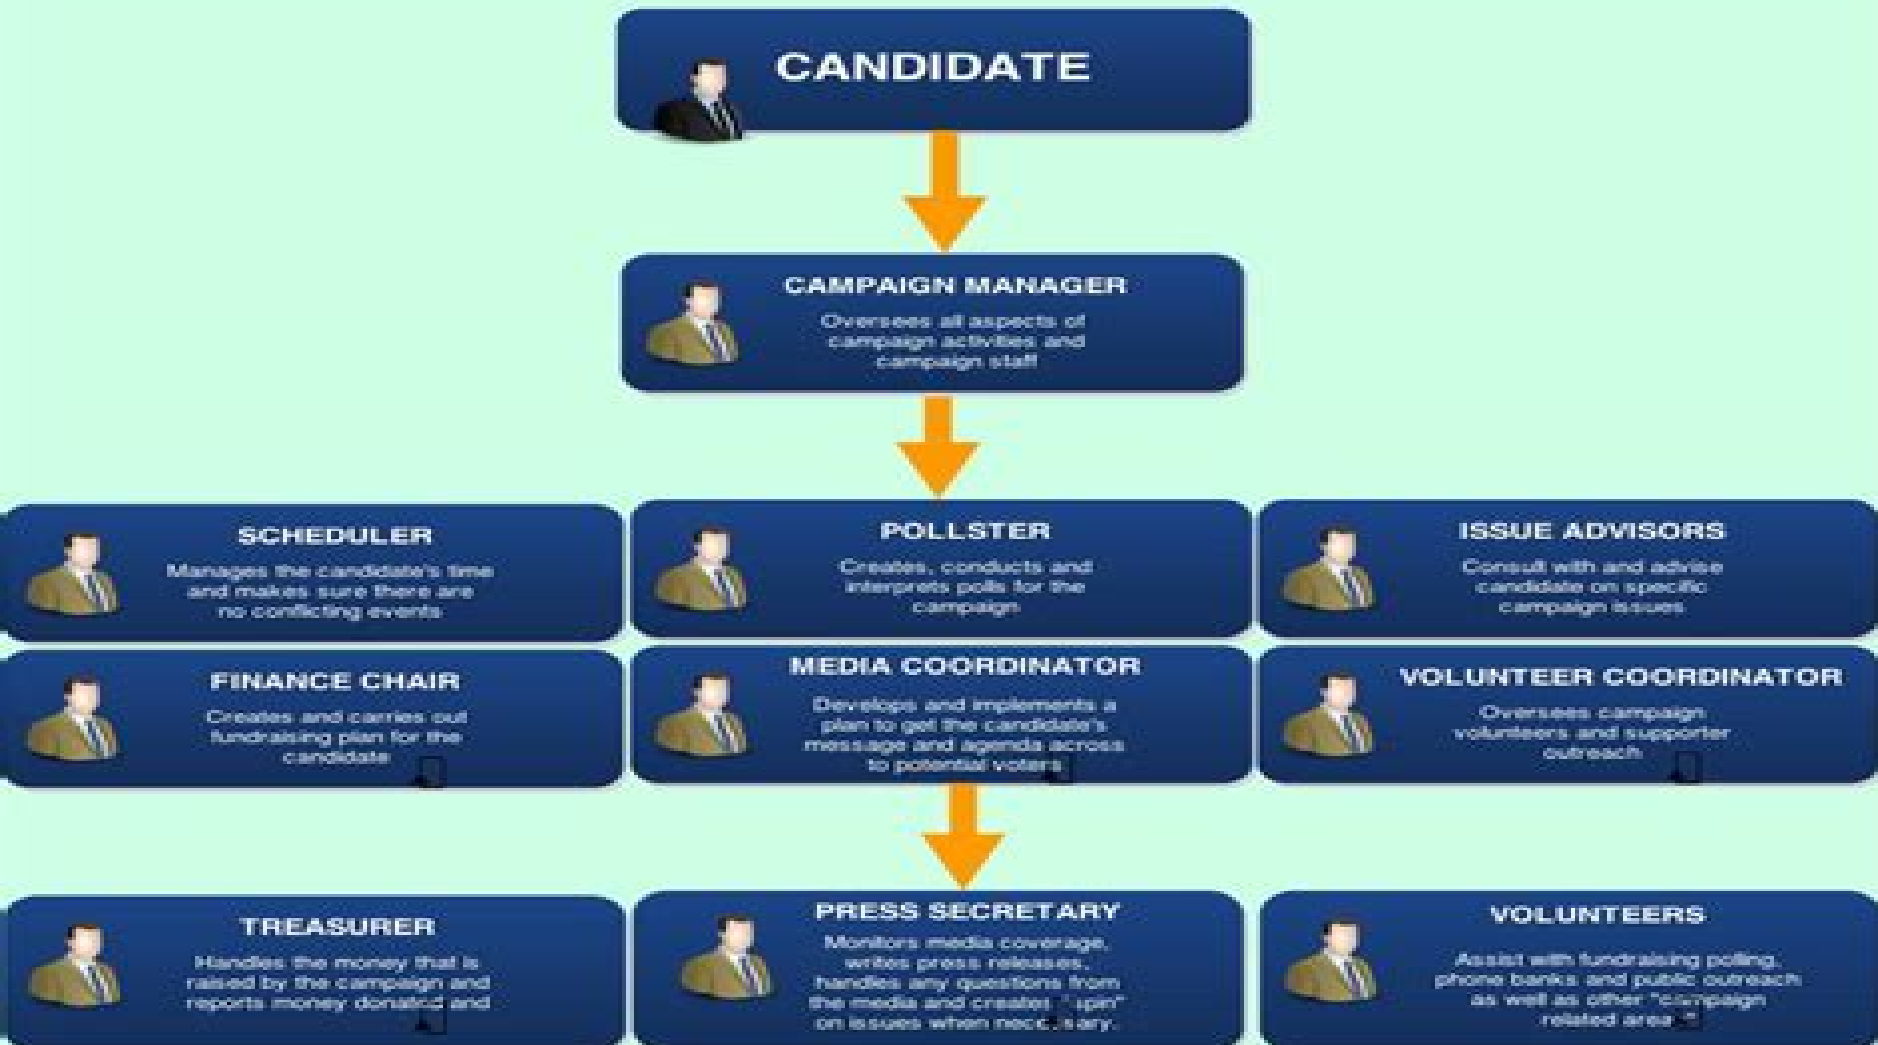 CANDIDATE
CAMPAIGN MANAGER
Oversees all aspects of
campaign activities and
campaign staff
SCHEDULER
Manages the candidate's time
and makes sure there are
no conflicting events
POLLSTER
Creates, conducts and
interprets polls for the
campaign
ISSUE ADVISORS
Consult with and advise
candidate on specific
campaign issues
FINANCE CHAIR
Creates and carries out
fundraising plan for the
candidate
MEDIA COORDINATOR
Develops and implements a
plan to get the candidate's
message and agenda across
to potential voters
VOLUNTEER COORDINATOR
Oversees campaign
volunteers and supporter
outreach
TREASURER
Handles the money that is
raised by the campaign and
reports money donated and
PRESS SECRETARY
Monitors media coverage,
writes press releases,
handles any questions from
the media and creates "spin"
on issues when necessary.
VOLUNTEERS
Assist with fundraising polling,
phone banks and public outreach
as well as other "campaign
related areas"